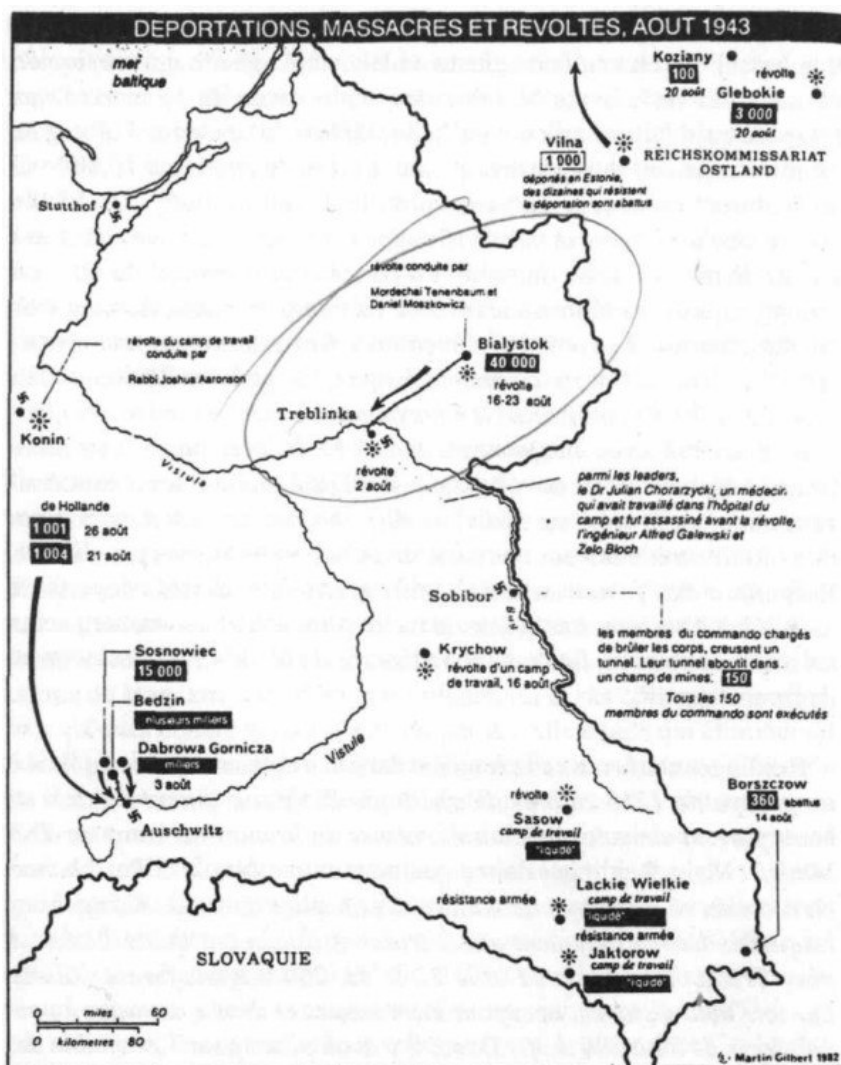 DEPORTATIONS, MASSACRES ET REVOLTES, AOUT 1943
mer
baltique
Stutthof
Koziany
100
20 août
révolte
Glebokie
3 000
20 août
Vilna
1 000
déportés en Estonie,
des dizaines qui résistent
à la déportation sont abattus
REICHSKOMMISSARIAT
OSTLAND
révolte conduite par
Mordechai Tenenbaum
Daniel Moszkowicz
révolte du camp de travail
conduite par
Rabbi Joshua Aaronson
Bialystok
40 000
révolte
16-23 août
Treblinka
révolte
2 août
Konin
Vistule
de Hollande
1 001
26 août
1 004
21 août
parmi les leaders,
le Dr Julian Chorarzycki, un médecin
qui avait travaillé dans l'hôpital du
camp et fut assassiné avant la révolte,
l'ingénieur Alfred Galewski et
Zelo Bloch
Sobibor
Bug
les membres du commando chargés
de brûler les corps, creusent un
tunnel. Leur tunnel aboutit dans
un champ de mines. 150
Tous les 150
membres du commando sont exécutés
Krychow
révolte d'un camp
de travail, 16 août
Sosnowiec
15 000
Bedzin
plusieurs milliers
Dabrowa Gornicza
milliers
3 août
Auschwitz
Vistule
Borszczow
360 abattus
14 août
révolte
Sasow
camp de travail
"liquidé"
SLOVAQUIE
résistance armée
Lackie Wielkie
camp de travail
"liquidé"
résistance armée
Jaktorow
camp de travail
"liquidé"
0 miles 60
0 kilometres 80
Martin Gilbert 1982